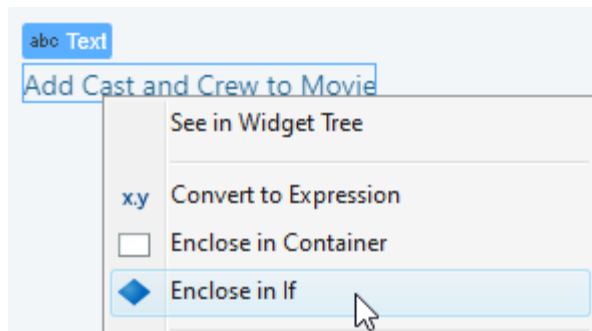 abc Text
Add Cast and Crew to Movie
See in Widget Tree
x.y Convert to Expression
Enclose in Container
Enclose in If